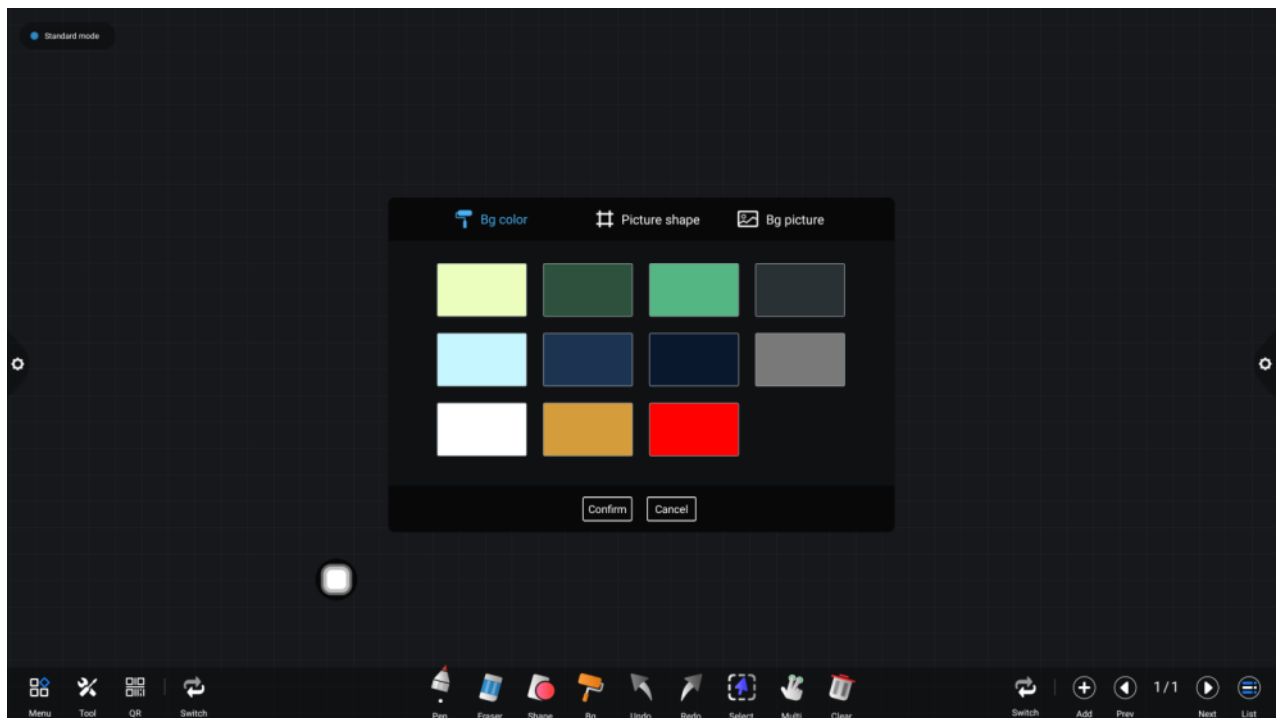 Standard mode
Bg color Picture shape Bg picture
Confirm Cancel
1/1
Menu Tool QR Switch Pen Eraser Shape Bg Undo Redo Select Multi Clear Switch Add Prev Next List